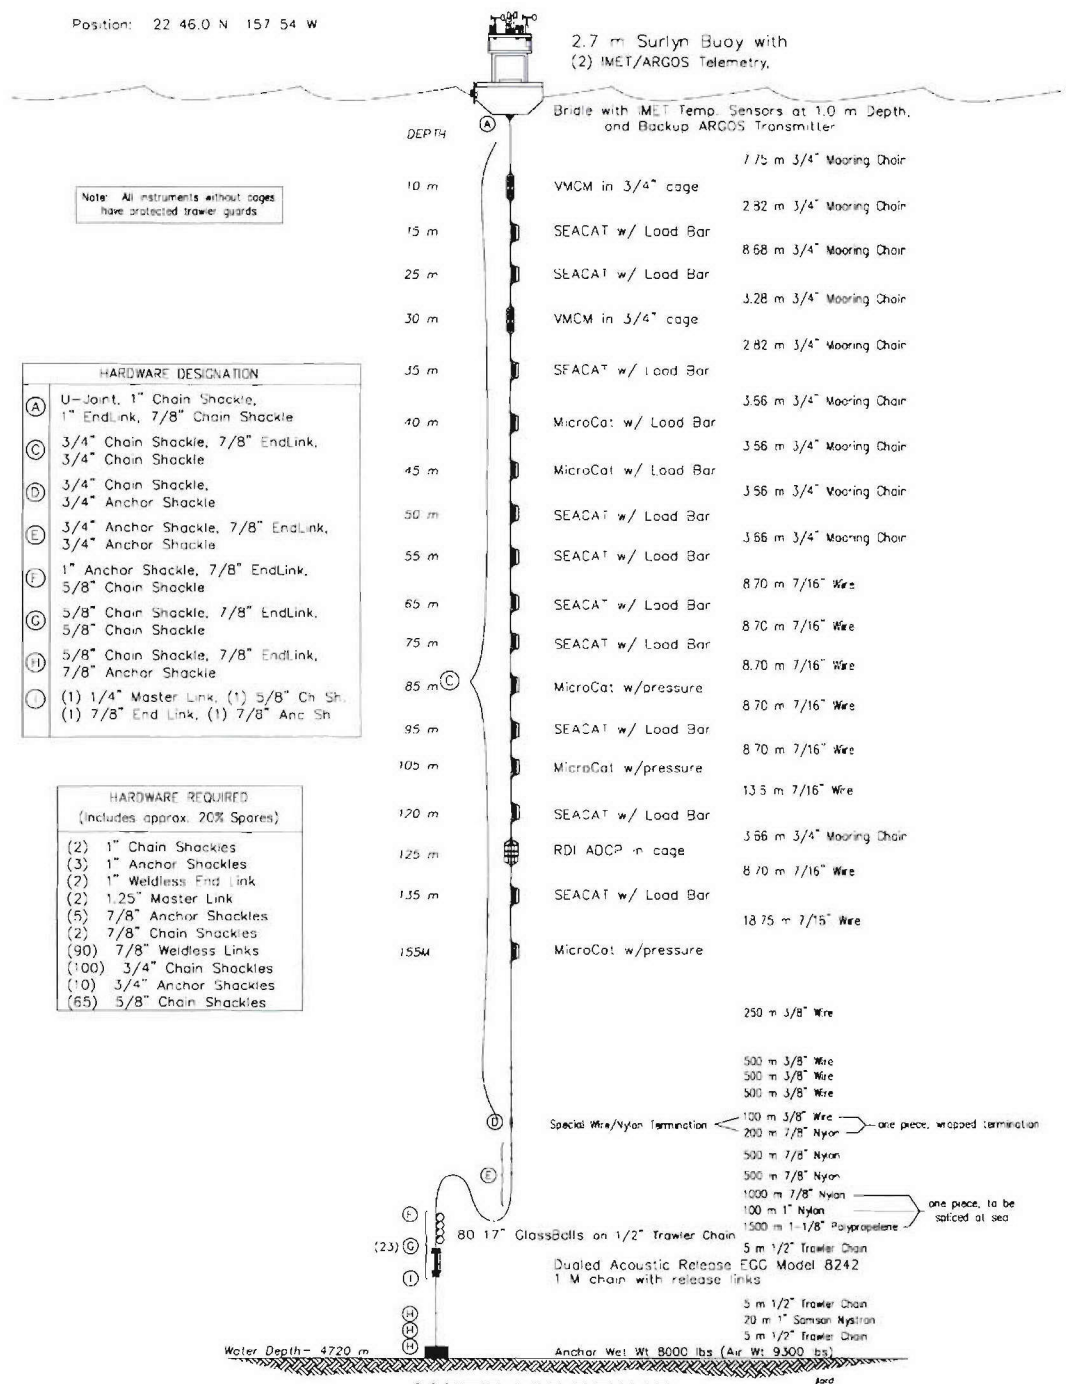 Position: 22 46.0 N 157 54 W
2.7 m Surlyn Buoy with
(2) IMET/ARGOS Telemetry,
Bridle with IMET Temp. Sensors at 1.0 m Depth,
and Backup ARGOS Transmitter
A
DEPTH
7.75 m 3/4" Mooring Chain
10 m VMCM in 3/4" cage
Note: All instruments without cages
have protected trawler guards
2.82 m 3/4" Mooring Chain
15 m SEACAT w/ Load Bar
8.68 m 3/4" Mooring Chain
25 m SEACAT w/ Load Bar
3.28 m 3/4" Mooring Chain
30 m VMCM in 3/4" cage
2.82 m 3/4" Mooring Chain
35 m SEACAT w/ Load Bar
3.66 m 3/4" Mooring Chain
40 m MicroCat w/ Load Bar
3.66 m 3/4" Mooring Chain
45 m MicroCat w/ Load Bar
3.66 m 3/4" Mooring Chain
50 m SEACAT w/ Load Bar
3.66 m 3/4" Mooring Chain
55 m SEACAT w/ Load Bar
8.70 m 7/16" Wire
65 m SEACAT w/ Load Bar
8.70 m 7/16" Wire
75 m SEACAT w/ Load Bar
8.70 m 7/16" Wire
85 m C MicroCat w/pressure
8.70 m 7/16" Wire
95 m SEACAT w/ Load Bar
8.70 m 7/16" Wire
105 m MicroCat w/pressure
13.5 m 7/16" Wire
120 m SEACAT w/ Load Bar
3.66 m 3/4" Mooring Chain
125 m RDI ADCP in cage
8.70 m 7/16" Wire
135 m SEACAT w/ Load Bar
18.75 m 7/16" Wire
155M MicroCat w/pressure
HARDWARE DESIGNATION
A U-Joint, 1" Chain Shackle,
1" EndLink, 7/8" Chain Shackle
C 3/4" Chain Shackle, 7/8" EndLink,
3/4" Chain Shackle
D 3/4" Chain Shackle,
3/4" Anchor Shackle
E 3/4" Anchor Shackle, 7/8" EndLink,
3/4" Anchor Shackle
F 1" Anchor Shackle, 7/8" EndLink,
5/8" Chain Shackle
G 5/8" Chain Shackle, 7/8" EndLink,
5/8" Chain Shackle
H 5/8" Chain Shackle, 7/8" EndLink,
7/8" Anchor Shackle
I (1) 1/4" Master Link, (1) 5/8" Ch Sh.
(1) 7/8" End Link, (1) 7/8" Anc Sh
HARDWARE REQUIRED
(Includes approx. 20% Spares)
(2) 1" Chain Shackles
(3) 1" Anchor Shackles
(2) 1" Weldless End Link
(2) 1.25" Master Link
(5) 7/8" Anchor Shackles
(2) 7/8" Chain Shackles
(90) 7/8" Weldless Links
(100) 3/4" Chain Shackles
(10) 3/4" Anchor Shackles
(65) 5/8" Chain Shackles
250 m 3/8" Wire
500 m 3/8" Wire
500 m 3/8" Wire
500 m 3/8" Wire
D Special Wire/Nylon Termination
100 m 3/8" Wire
200 m 7/8" Nylon
one piece, wrapped termination
500 m 7/8" Nylon
E 500 m 7/8" Nylon
1000 m 7/8" Nylon
100 m 1" Nylon
1500 m 1-1/8" Polypropelene
one piece, to be
spliced at sea
F
80 17" GlassBalls on 1/2" Trawler Chain
(23) G
5 m 1/2" Trawler Chain
Dualed Acoustic Release EGG Model 8242
1 M chain with release links
I
5 m 1/2" Trawler Chain
20 m 1" Samson Nystron
5 m 1/2" Trawler Chain
H
H
H
Water Depth- 4720 m
Anchor Wet Wt 8000 lbs (Air Wt 9300 lbs)